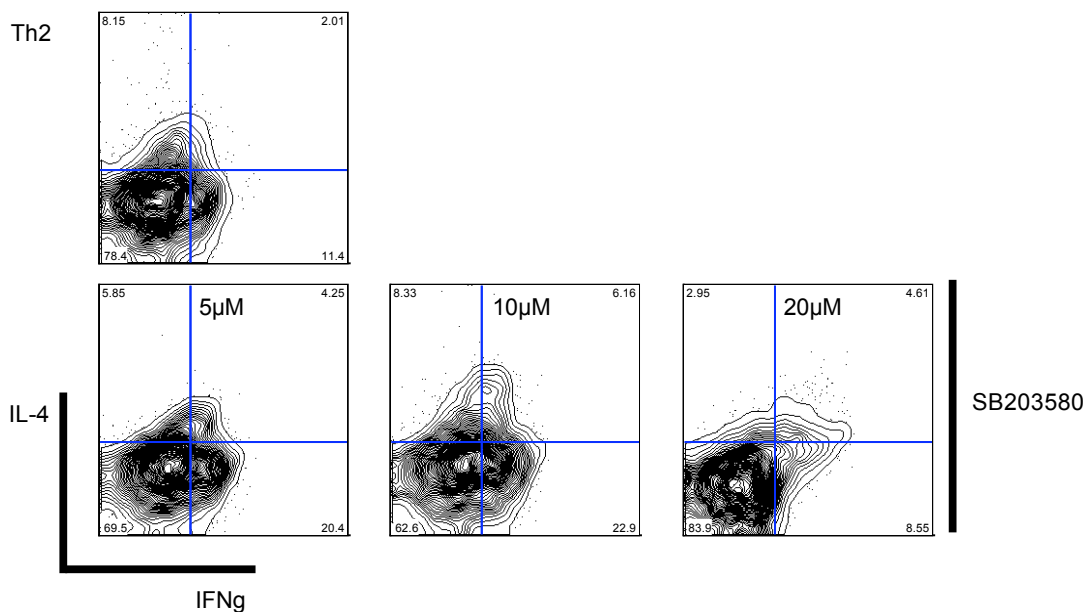 8.15 2.01
Th2
78.4 11.4
5.85 4.25 8.33 6.16 2.95 4.61
5µM 10µM 20µM
IL-4 SB203580
69.5 20.4 62.6 22.9 83.9 8.55
IFNg